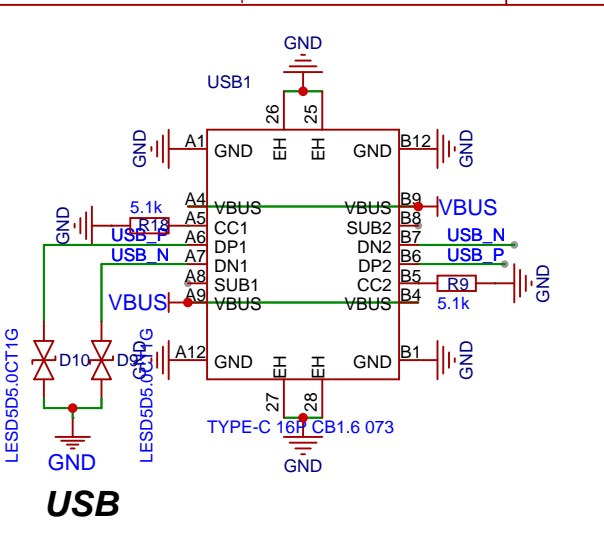 GND
USB1
26
25
A1
GND
EH
EH
GND
B12
GND
GND
A4
VBUS
VBUS
B9
VBUS
5.1k
R18
A5
CC1
SUB2
B8
GND
USB_P
A6
DP1
DN2
B7
USB_N
USB_N
A7
DN1
DP2
B6
USB_P
A8
SUB1
CC2
B5
R9
GND
VBUS
A9
VBUS
VBUS
B4
5.1k
LESD5D5.0CT1G
D10
D9
LESD5D5.0CT1G
GND
A12
GND
EH
EH
GND
B1
GND
27
28
TYPE-C 16P CB1.6 073
GND
GND
USB